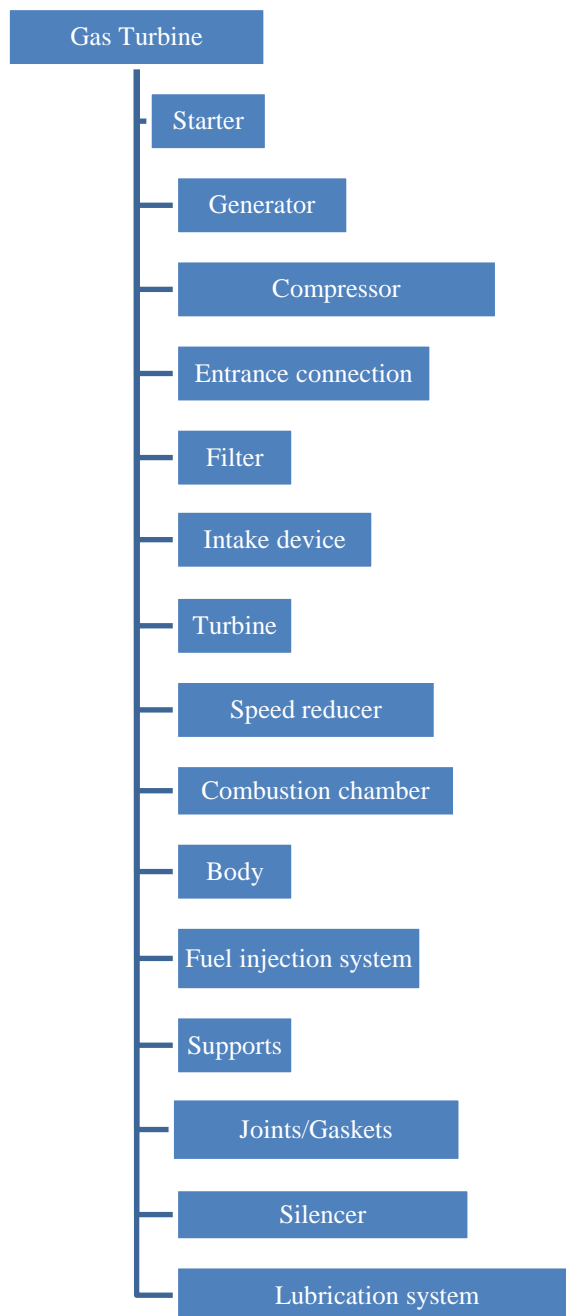 Gas Turbine
Starter
Generator
Compressor
Entrance connection
Filter
Intake device
Turbine
Speed reducer
Combustion chamber
Body
Fuel injection system
Supports
Joints/Gaskets
Silencer
Lubrication system